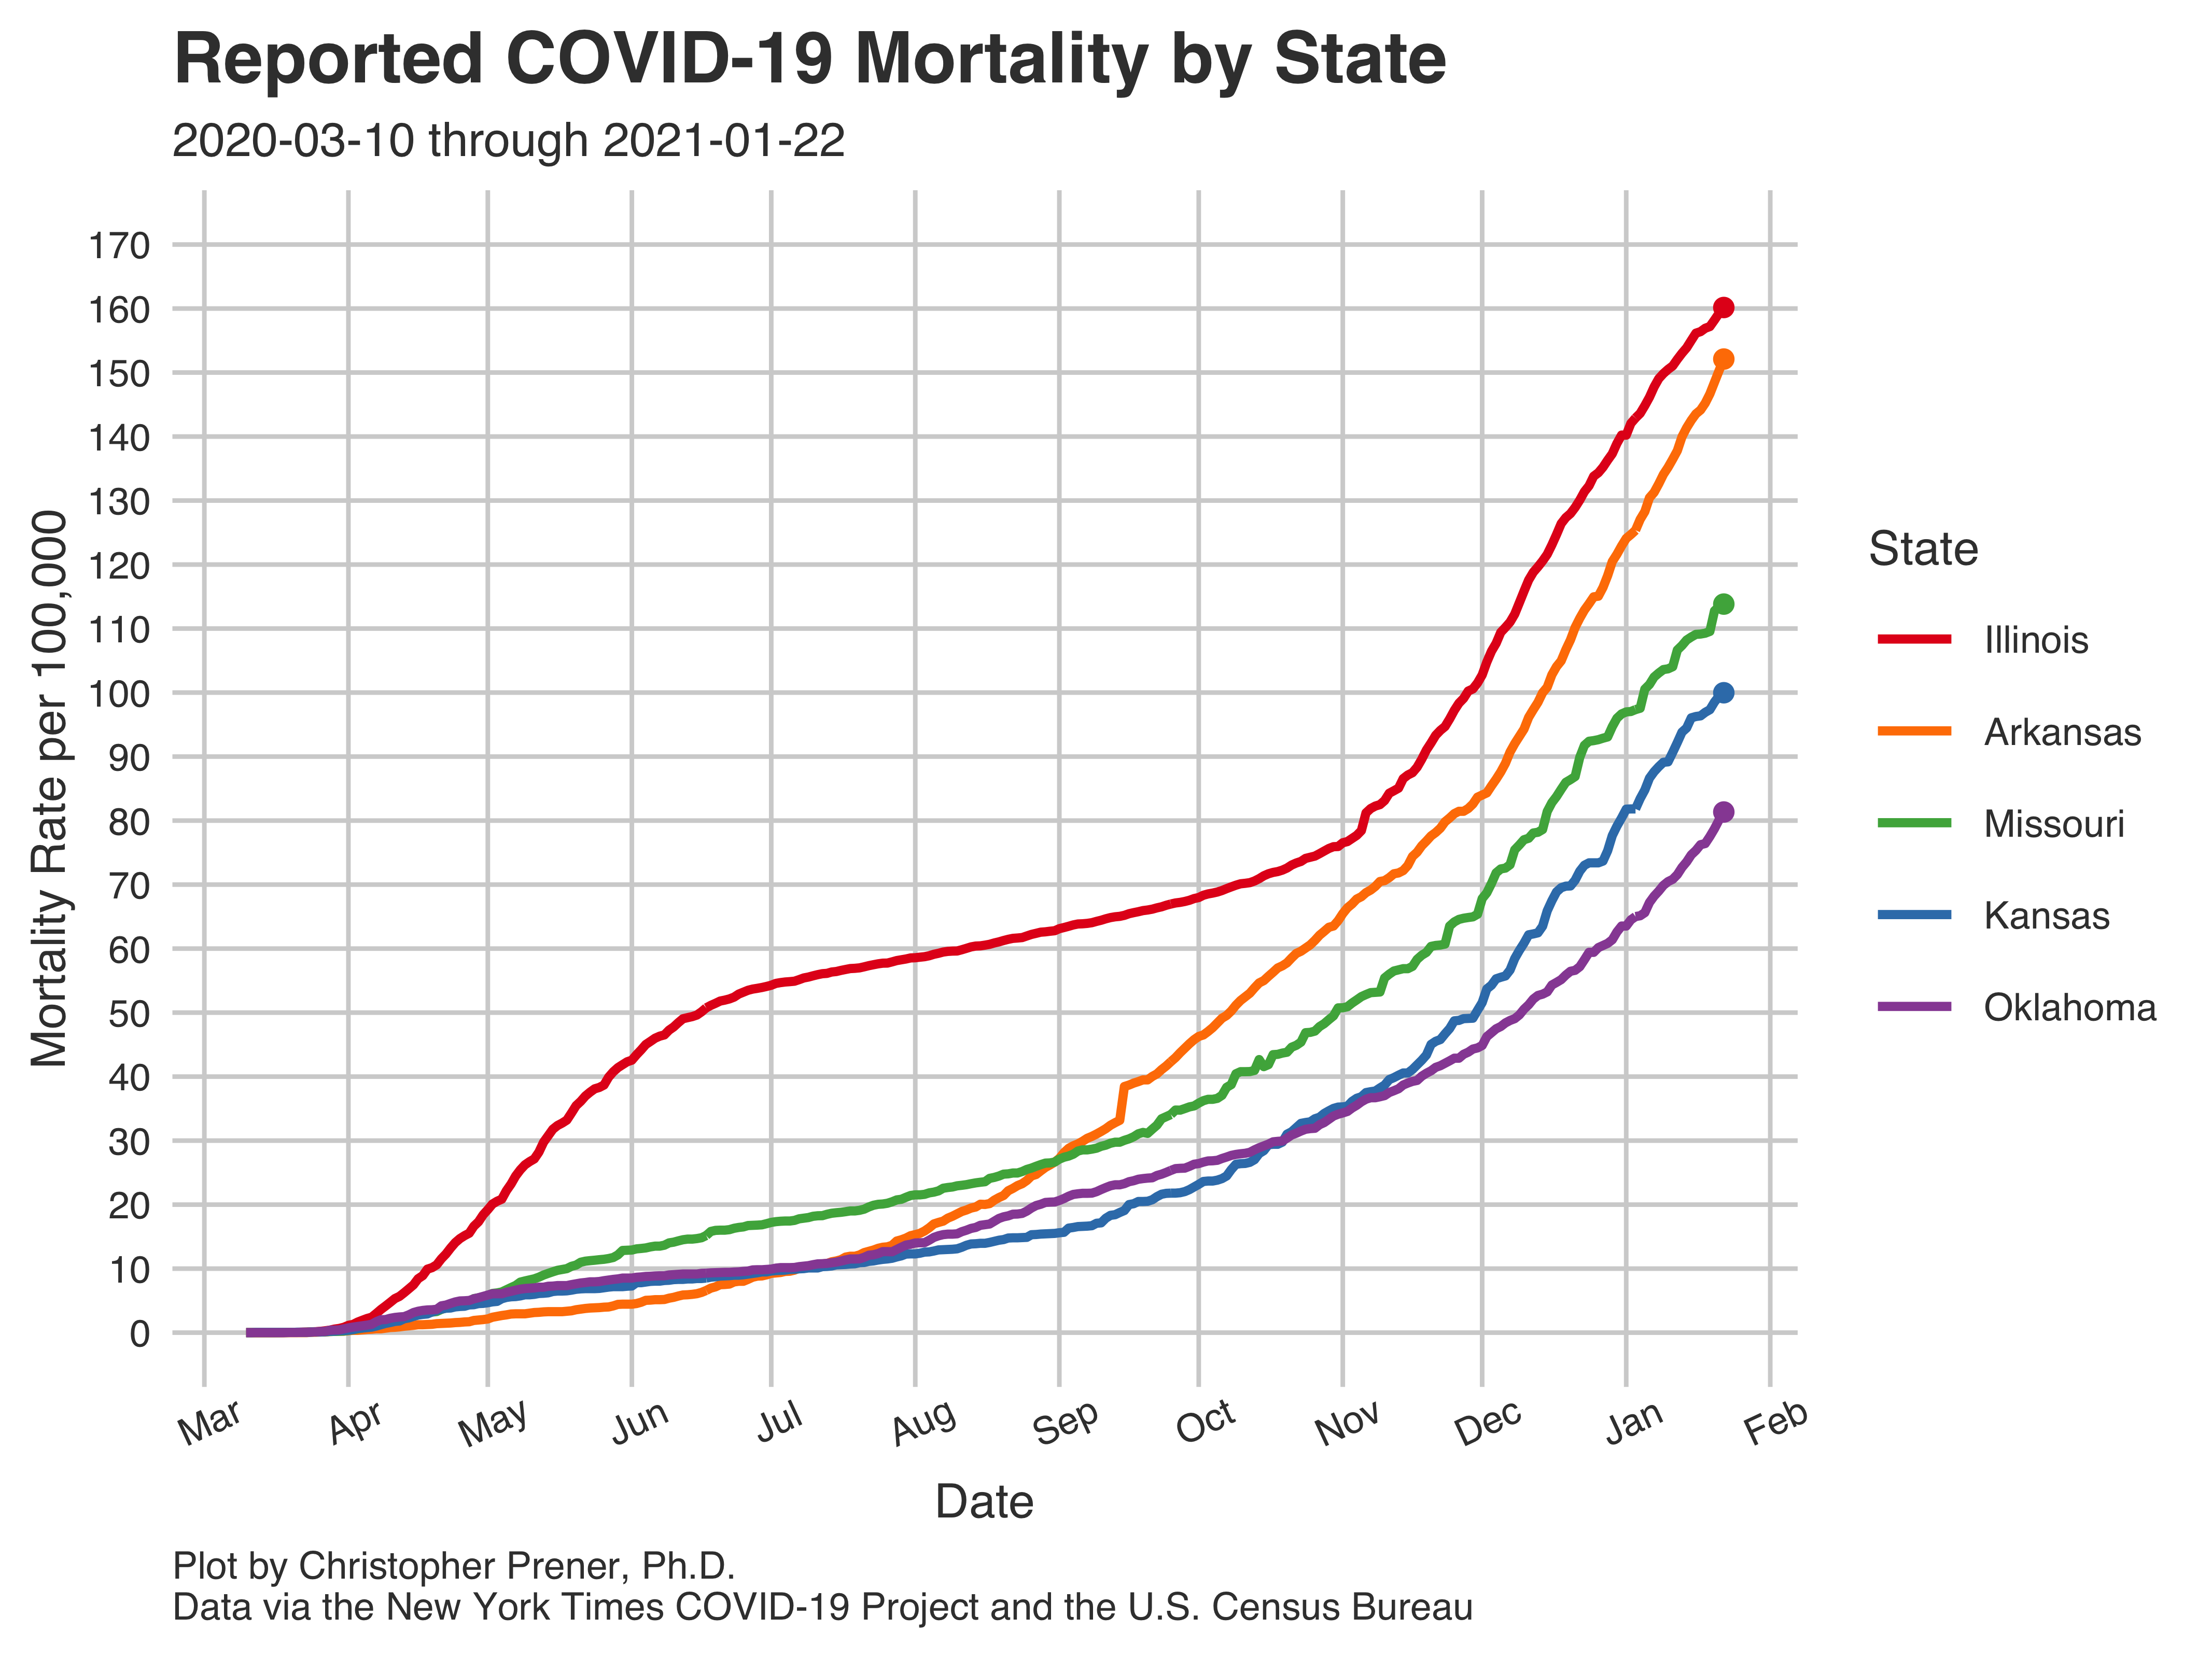 Reported COVID-19 Mortality by State
2020-03-10 through 2021-01-22
170
160
150
140
130
120
110
100
90
80
70
60
50
40
30
20
10
0
Mortality Rate per 100,000
Mar
Apr
May
Jun
Jul
Aug
Sep
Oct
Nov
Dec
Jan
Feb
Date
State
Illinois
Arkansas
Missouri
Kansas
Oklahoma
Plot by Christopher Prener, Ph.D.
Data via the New York Times COVID-19 Project and the U.S. Census Bureau